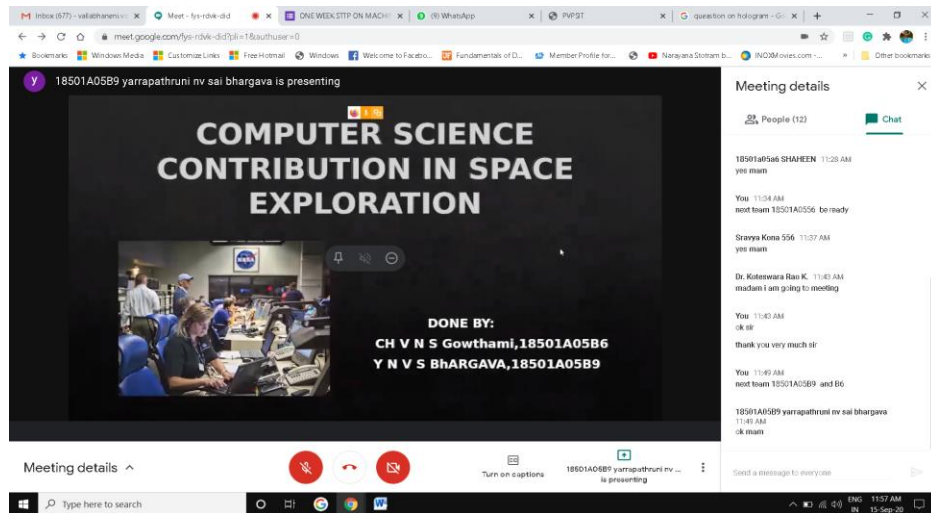 Inbox (677) - vallabhaneni.vs
Meet - fys-rdvk-did
ONE WEEK STTP ON MACHI
(9) WhatsApp
PVPSIT
question on hologram - Go
meet.google.com/fys-rdvk-did?pli=1&authuser=0
Bookmarks
Windows Media
Customize Links
Free Hotmail
Windows
Welcome to Facebo...
Fundamentals of D...
Member Profile for...
Narayana Stotram b...
INOXMovies.com -...
Other bookmarks
y
18501A05B9 yarrapathruni nv sai bhargava is presenting
COMPUTER SCIENCE
CONTRIBUTION IN SPACE
EXPLORATION
NASA
DONE BY:
CH V N S Gowthami,18501A05B6
Y N V S BhARGAVA,18501A05B9
Meeting details
People (12)
Chat
18501a05a6 SHAHEEN 11:28 AM
yes mam
You 11:34 AM
next team 18501A0556 be ready
Sravya Kona 556 11:37 AM
yes mam
Dr. Koteswara Rao K. 11:43 AM
madam i am going to meeting
You 11:43 AM
ok sir
thank you very much sir
You 11:49 AM
next team 18501A05B9 and B6
18501A05B9 yarrapathruni nv sai bhargava
11:49 AM
ok mam
Send a message to everyone
Meeting details
Turn on captions
18501A05B9 yarrapathruni nv ...
is presenting
Type here to search
ENG
IN
11:57 AM
15-Sep-20